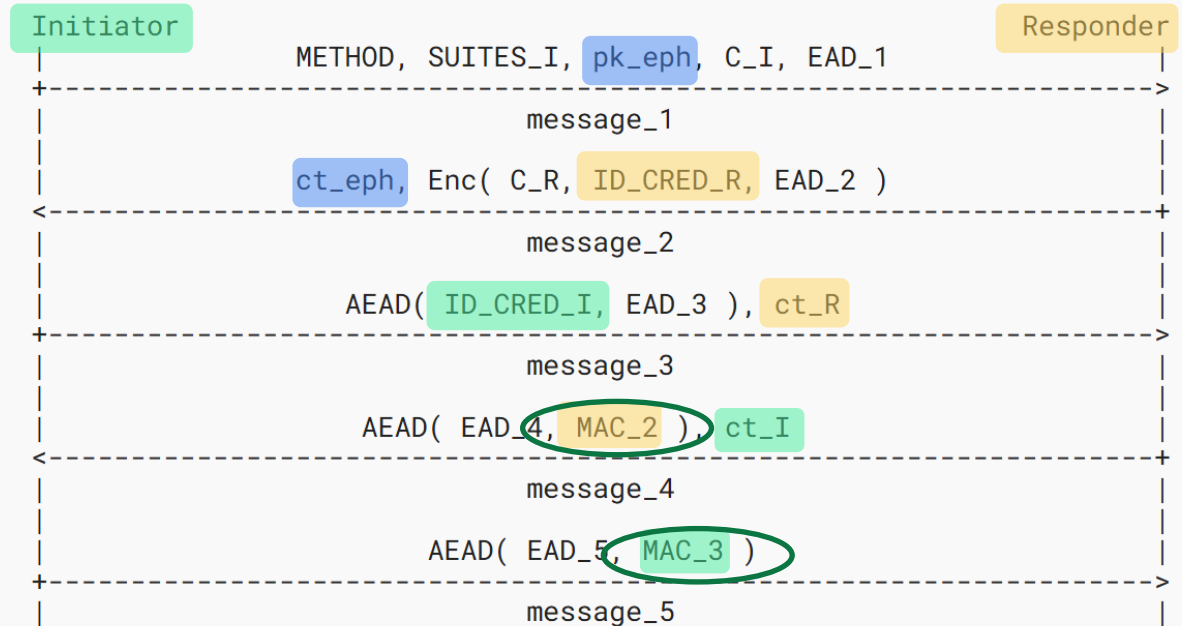 Initiator Responder
| METHOD, SUITES_I, pk_eph, C_I, EAD_1 |
+-------------------------------------------------------------------->
| message_1 |
| |
| ct_eph, Enc( C_R, ID_CRED_R, EAD_2 ) |
<--------------------------------------------------------------------+
| message_2 |
| |
| AEAD( ID_CRED_I, EAD_3 ), ct_R |
+-------------------------------------------------------------------->
| message_3 |
| |
| AEAD( EAD_4, MAC_2 ), ct_I |
<--------------------------------------------------------------------+
| message_4 |
| |
| AEAD( EAD_5, MAC_3 ) |
+-------------------------------------------------------------------->
| message_5 |